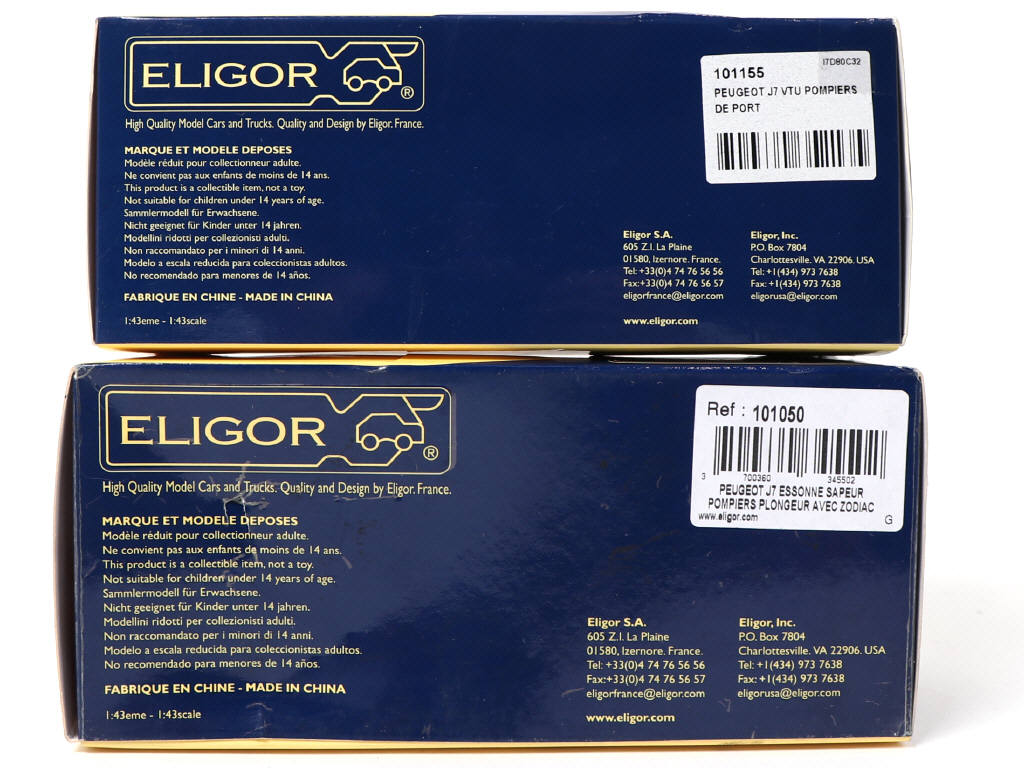 ELIGOR
®
High Quality Model Cars and Trucks. Quality and Design by Eligor. France.
MARQUE ET MODELE DEPOSES
Modèle réduit pour collectionneur adulte.
Ne convient pas aux enfants de moins de 14 ans.
This product is a collectible item, not a toy.
Not suitable for children under 14 years of age.
Sammlermodell für Erwachsene.
Nicht geeignet für Kinder unter 14 jahren.
Modellini ridotti per collezionisti adulti.
Non raccomandato per i minori di 14 anni.
Modelo a escala reducida para coleccionistas adultos.
No recomendado para menores de 14 años.
FABRIQUE EN CHINE - MADE IN CHINA
1:43eme - 1:43scale
17D80C32
101155
PEUGEOT J7 VTU POMPIERS
DE PORT
Eligor S.A.
605 Z.I. La Plaine
01580, Izernore. France.
Tel: +33(0)4 74 76 56 56
Fax:+33(0)4 74 76 56 57
eligorfrance@eligor.com
www.eligor.com
Eligor, Inc.
P.O. Box 7804
Charlottesville. VA 22906. USA
Tel: +1(434) 973 7638
Fax: +1(434) 973 7638
eligorusa@eligor.com
ELIGOR
®
High Quality Model Cars and Trucks. Quality and Design by Eligor. France.
MARQUE ET MODELE DEPOSES
Modèle réduit pour collectionneur adulte.
Ne convient pas aux enfants de moins de 14 ans.
This product is a collectible item, not a toy.
Not suitable for children under 14 years of age.
Sammlermodell für Erwachsene.
Nicht geeignet für Kinder unter 14 jahren.
Modellini ridotti per collezionisti adulti.
Non raccomandato per i minori di 14 anni.
Modelo a escala reducida para coleccionistas adultos.
No recomendado para menores de 14 años.
FABRIQUE EN CHINE - MADE IN CHINA
1:43eme - 1:43scale
Ref : 101050
3 700360 345502
PEUGEOT J7 ESSONNE SAPEUR
POMPIERS PLONGEUR AVEC ZODIAC
www.eligor.com G
Eligor S.A.
605 Z.I. La Plaine
01580, Izernore. France.
Tel: +33(0)4 74 76 56 56
Fax:+33(0)4 74 76 56 57
eligorfrance@eligor.com
www.eligor.com
Eligor, Inc.
P.O. Box 7804
Charlottesville. VA 22906. USA
Tel: +1(434) 973 7638
Fax: +1(434) 973 7638
eligorusa@eligor.com